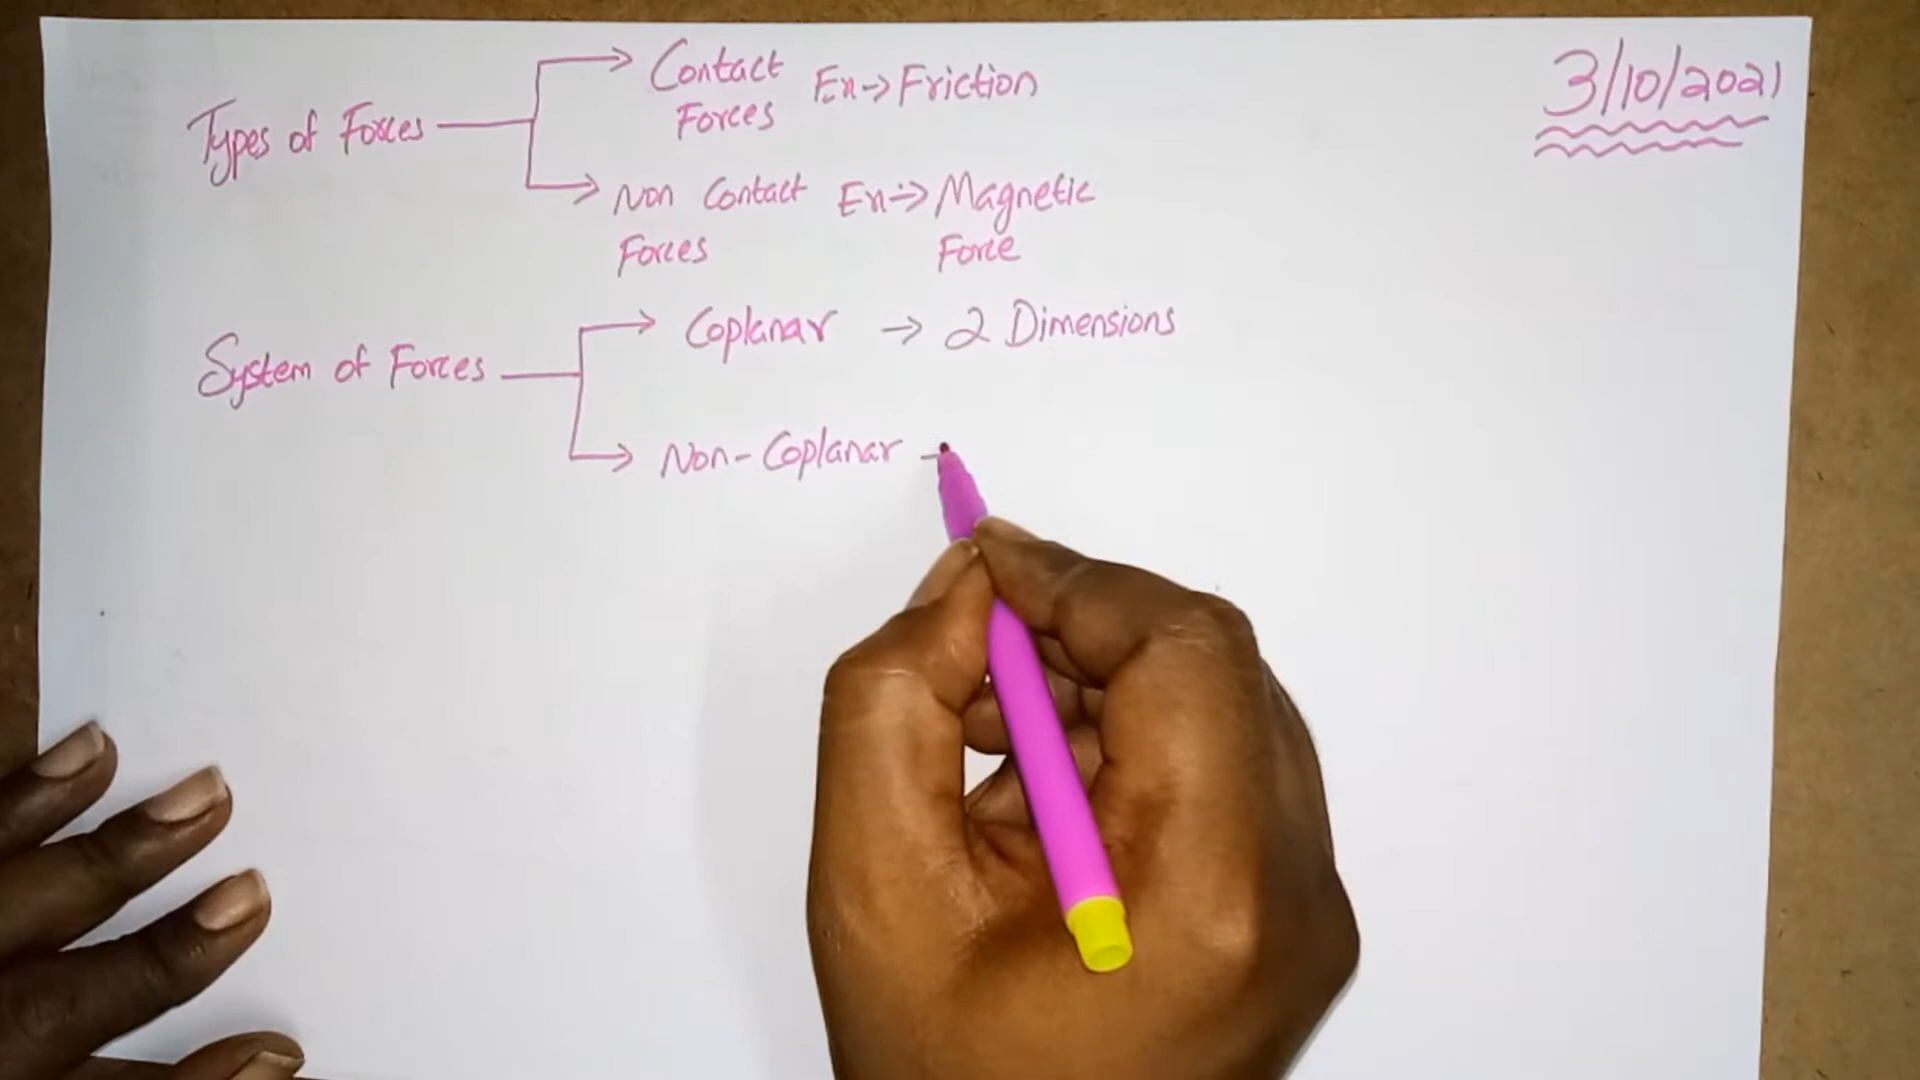 Contact
Forces Ex→ Friction
Types of Forces
Non Contact Ex→ Magnetic
Forces Force
System of Forces
Coplanar → 2 Dimensions
Non-Coplanar
3/10/2021